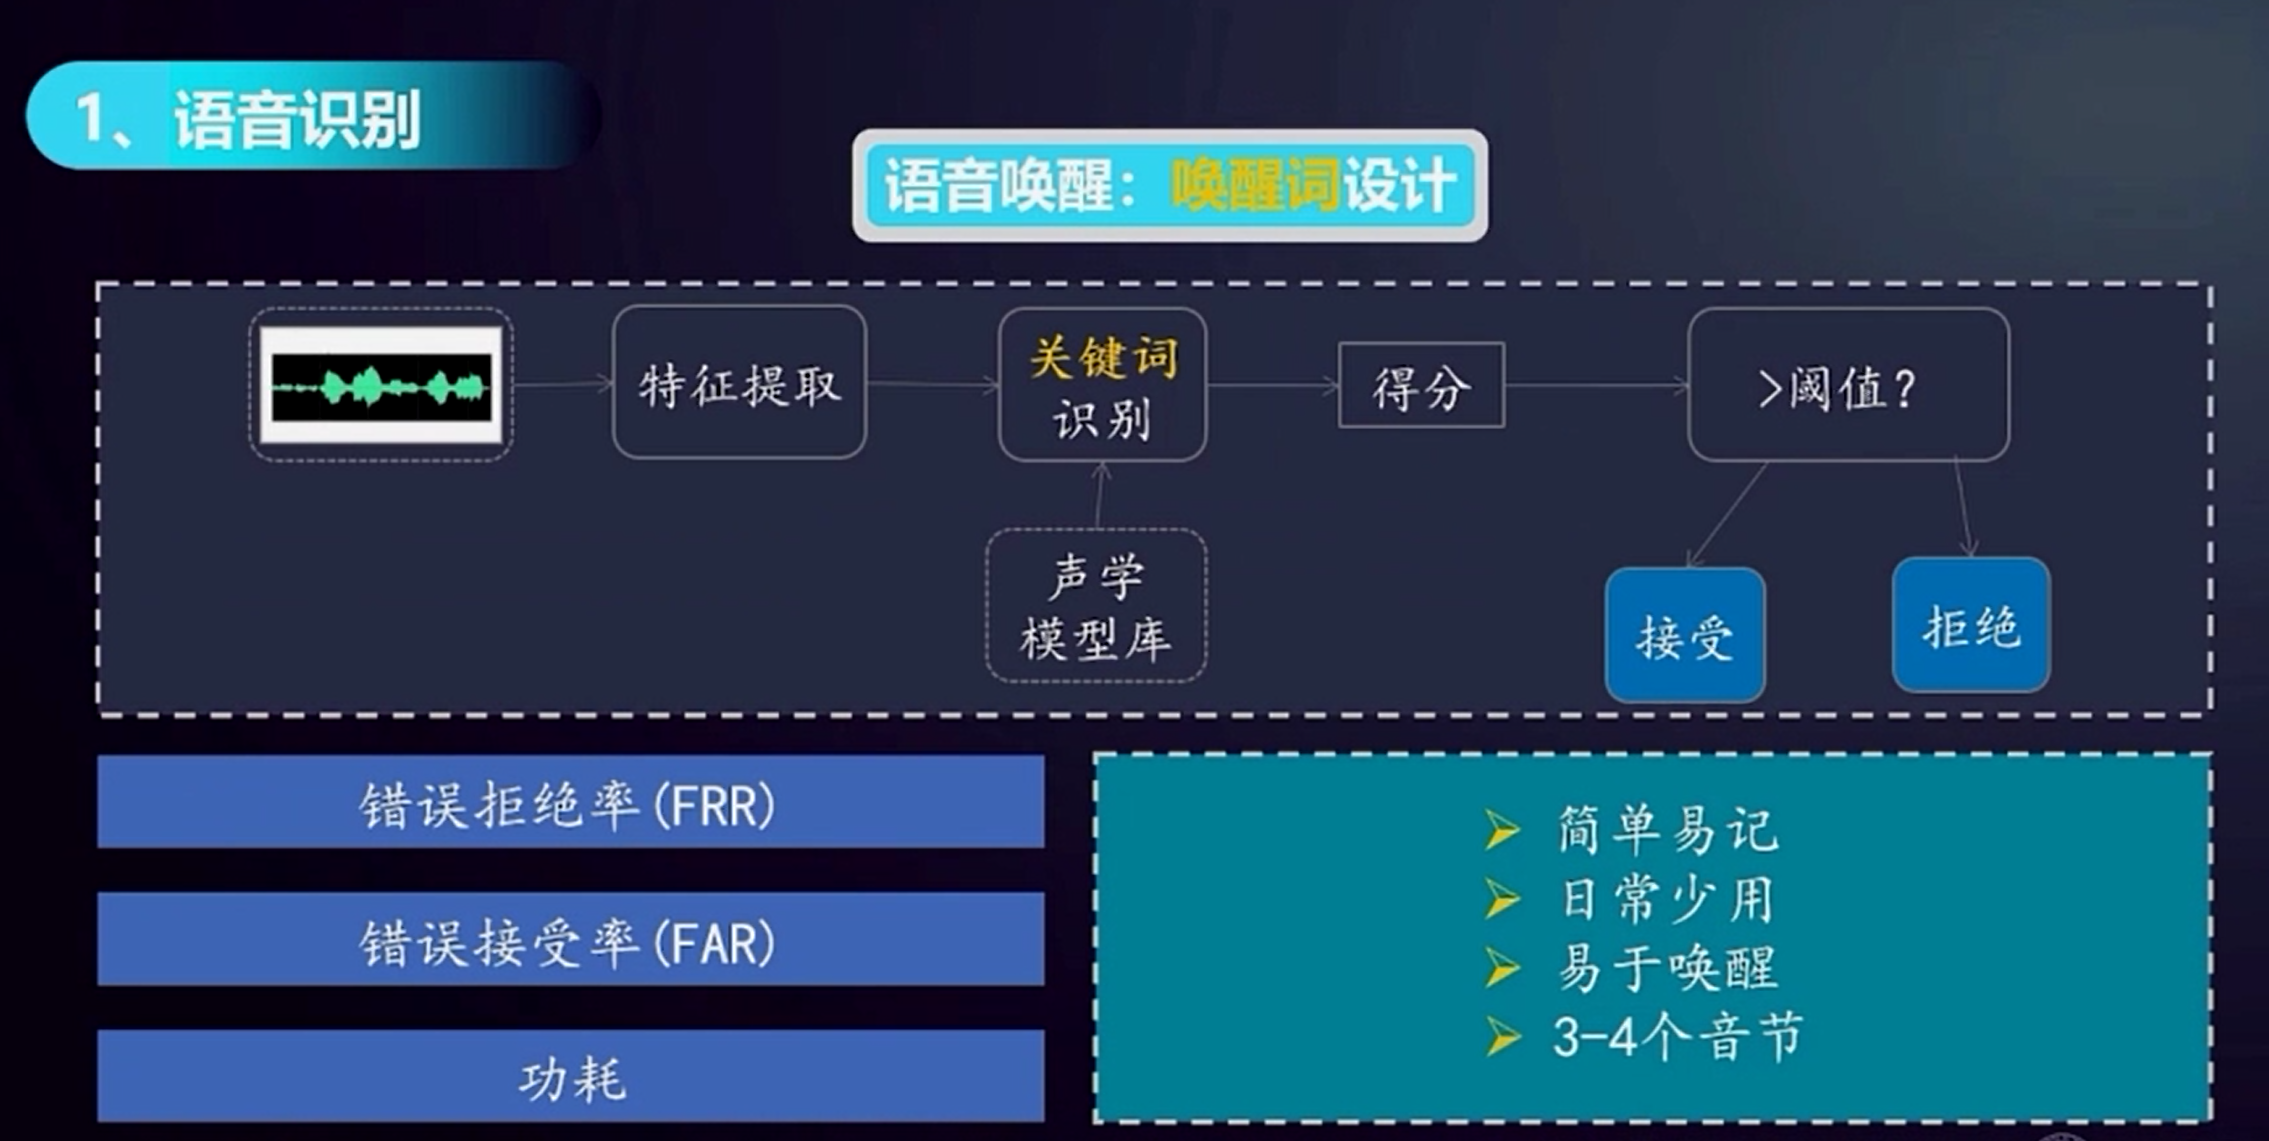 1、语音识别
语音唤醒：唤醒词设计
特征提取
关键词
识别
得分
>阈值？
声学
模型库
接受
拒绝
错误拒绝率(FRR)
错误接受率(FAR)
功耗
简单易记
日常少用
易于唤醒
3-4个音节